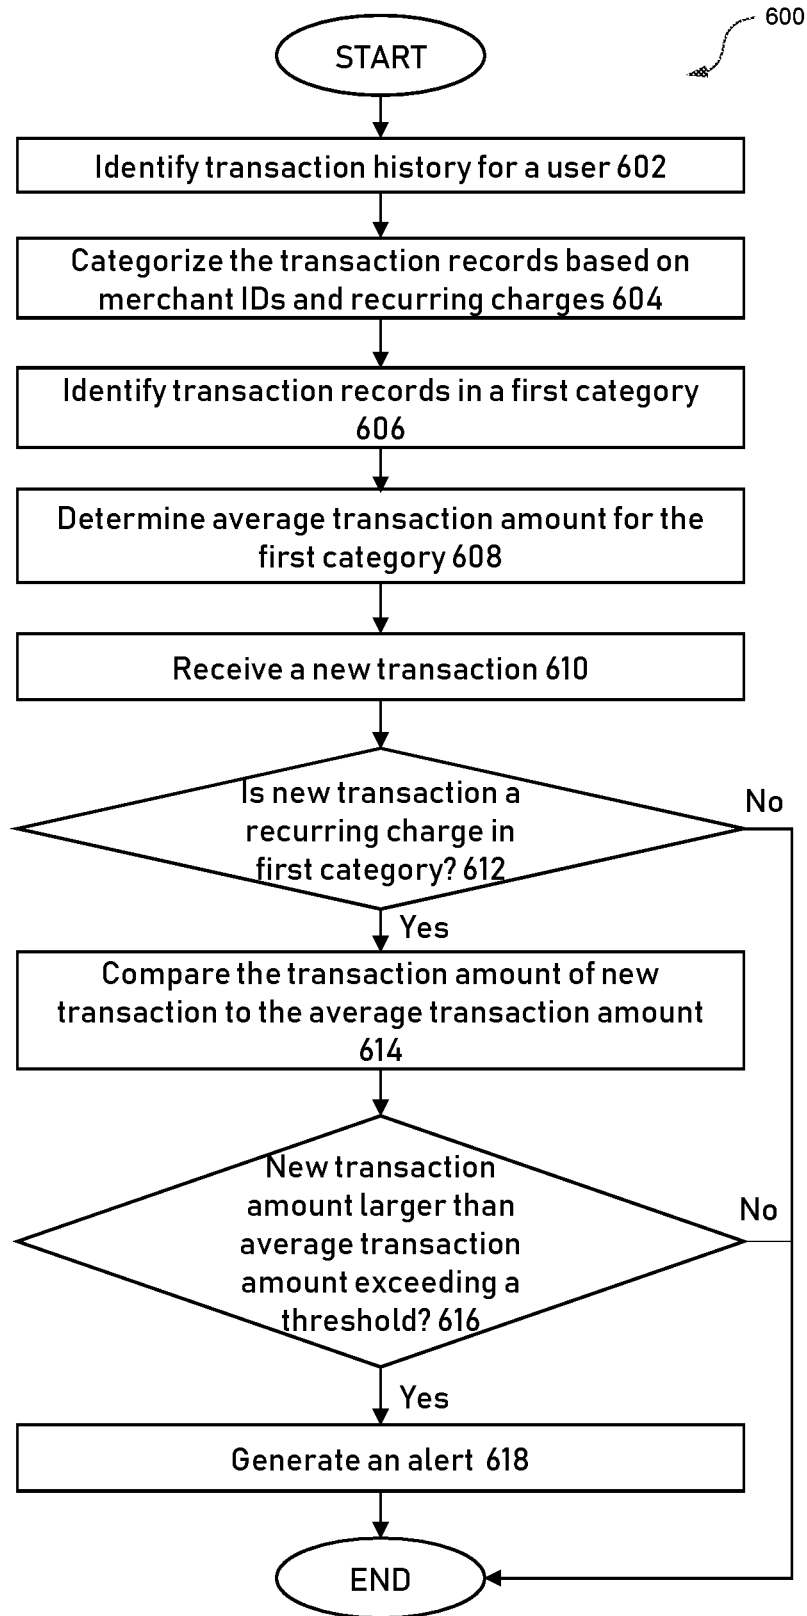 600
START
Identify transaction history for a user 602
Categorize the transaction records based on
merchant IDs and recurring charges 604
Identify transaction records in a first category
606
Determine average transaction amount for the
first category 608
Receive a new transaction 610
Is new transaction a
recurring charge in
first category? 612
No
Yes
Compare the transaction amount of new
transaction to the average transaction amount
614
New transaction
amount larger than
average transaction
amount exceeding a
threshold? 616
No
Yes
Generate an alert 618
END